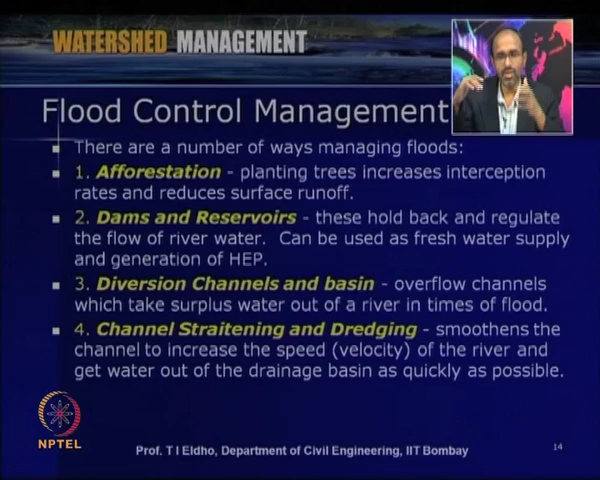 WATERSHED MANAGEMENT
Flood Control Management
There are a number of ways managing floods:
1. Afforestation - planting trees increases interception
rates and reduces surface runoff.
2. Dams and Reservoirs - these hold back and regulate
the flow of river water. Can be used as fresh water supply
and generation of HEP.
3. Diversion Channels and basin - overflow channels
which take surplus water out of a river in times of flood.
4. Channel Straitening and Dredging - smoothens the
channel to increase the speed (velocity) of the river and
get water out of the drainage basin as quickly as possible.
NPTEL
Prof. T I Eldho, Department of Civil Engineering, IIT Bombay
14